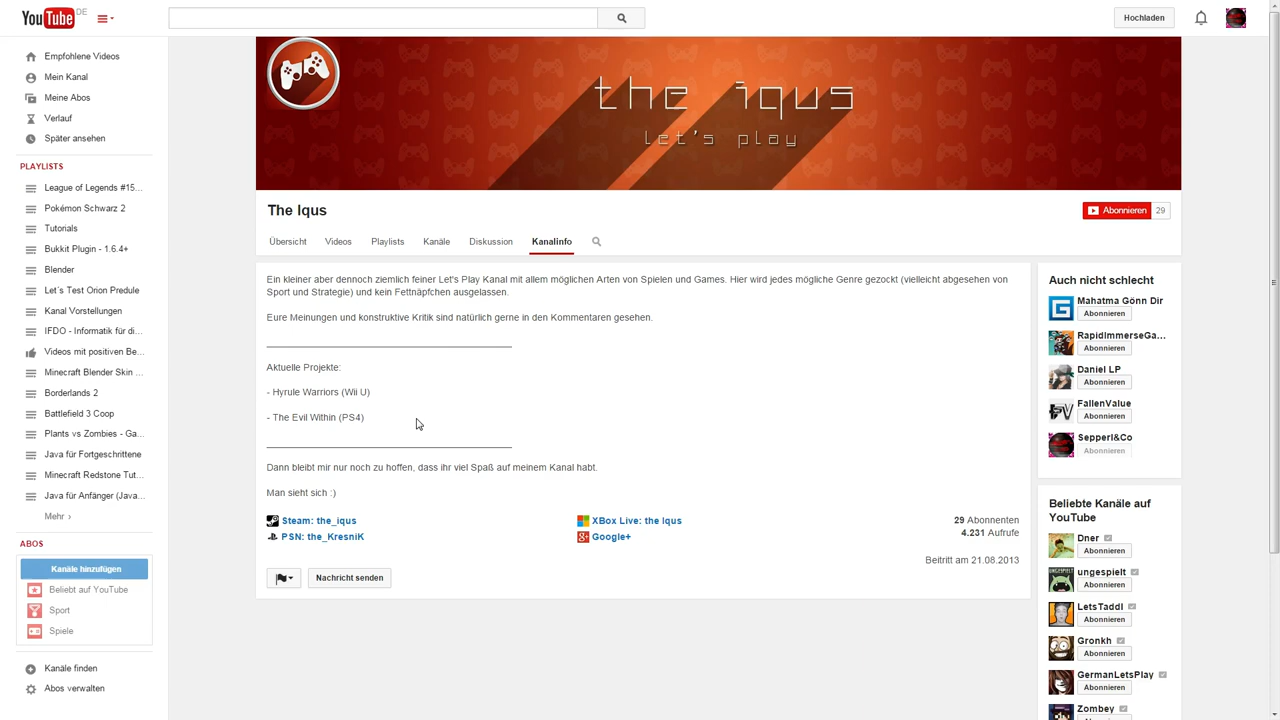 YouTube DE
Hochladen
Empfohlene Videos
Mein Kanal
Meine Abos
Verlauf
Später ansehen
PLAYLISTS
League of Legends #15...
Pokémon Schwarz 2
Tutorials
Bukkit Plugin - 1.6.4+
Blender
Let´s Test Orion Predule
Kanal Vorstellungen
IFDO - Informatik für di...
Videos mit positiven Be...
Minecraft Blender Skin ...
Borderlands 2
Battlefield 3 Coop
Plants vs Zombies - Ga...
Java für Fortgeschrittene
Minecraft Redstone Tut...
Java für Anfänger (Java...
Mehr ›
ABOS
Kanäle hinzufügen
Beliebt auf YouTube
Sport
Spiele
Kanäle finden
Abos verwalten
the iqus
let's play
The Iqus
Abonnieren 29
Übersicht Videos Playlists Kanäle Diskussion Kanalinfo
Ein kleiner aber dennoch ziemlich feiner Let's Play Kanal mit allem möglichen Arten von Spielen und Games. Hier wird jedes mögliche Genre gezockt (vielleicht abgesehen von
Sport und Strategie) und kein Fettnäpfchen ausgelassen.
Eure Meinungen und konstruktive Kritik sind natürlich gerne in den Kommentaren gesehen.
Aktuelle Projekte:
- Hyrule Warriors (Wii U)
- The Evil Within (PS4)
Dann bleibt mir nur noch zu hoffen, dass ihr viel Spaß auf meinem Kanal habt.
Man sieht sich :)
Steam: the_iqus
XBox Live: the Iqus
PSN: the_KresniK
Google+
29 Abonnenten
4.231 Aufrufe
Beitritt am 21.08.2013
Nachricht senden
Auch nicht schlecht
Mahatma Gönn Dir
Abonnieren
RapidImmerseGa...
Abonnieren
Daniel LP
Abonnieren
FallenValue
Abonnieren
Sepperl&Co
Abonnieren
Beliebte Kanäle auf
YouTube
Dner
Abonnieren
ungespielt
Abonnieren
LetsTaddl
Abonnieren
Gronkh
Abonnieren
GermanLetsPlay
Abonnieren
Zombey